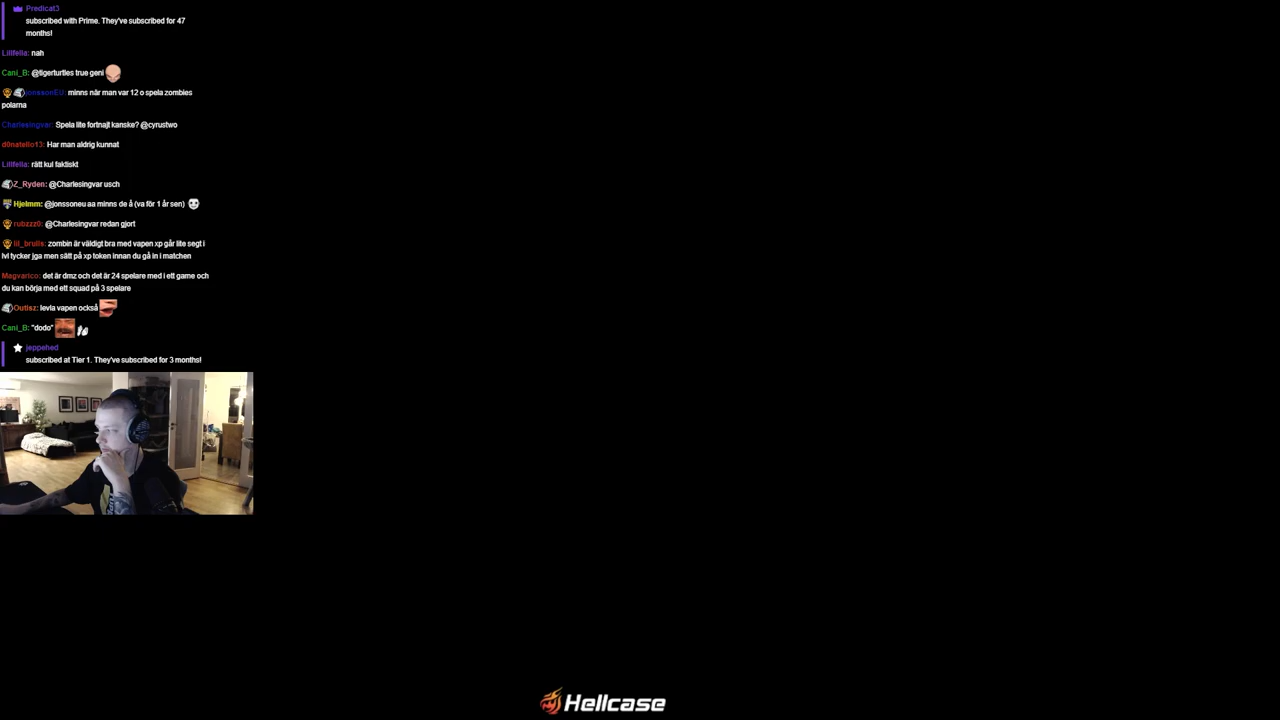 Predicat3
subscribed with Prime. They've subscribed for 47
months!
Lillfella: nah
Cani_B: @tigerturtles true geni
jonssonEU: minns när man var 12 o spela zombies
polarna
Charlesingvar: Spela lite fortnajt kanske? @cyrustwo
d0natello13: Har man aldrig kunnat
Lillfella: rätt kul faktiskt
Z_Ryden: @Charlesingvar usch
Hjelmm: @jonssoneu aa minns de å (va för 1 år sen)
rubzzz0: @Charlesingvar redan gjort
lil_brulls: zombin är väldigt bra med vapen xp går lite segt i
lvl tycker jga men sätt på xp token innan du gå in i matchen
Magvarico: det är dmz och det är 24 spelare med i ett game och
du kan börja med ett squad på 3 spelare
Outisz: levla vapen också
Cani_B: "dodo"
jeppehed
subscribed at Tier 1. They've subscribed for 3 months!
Hellcase